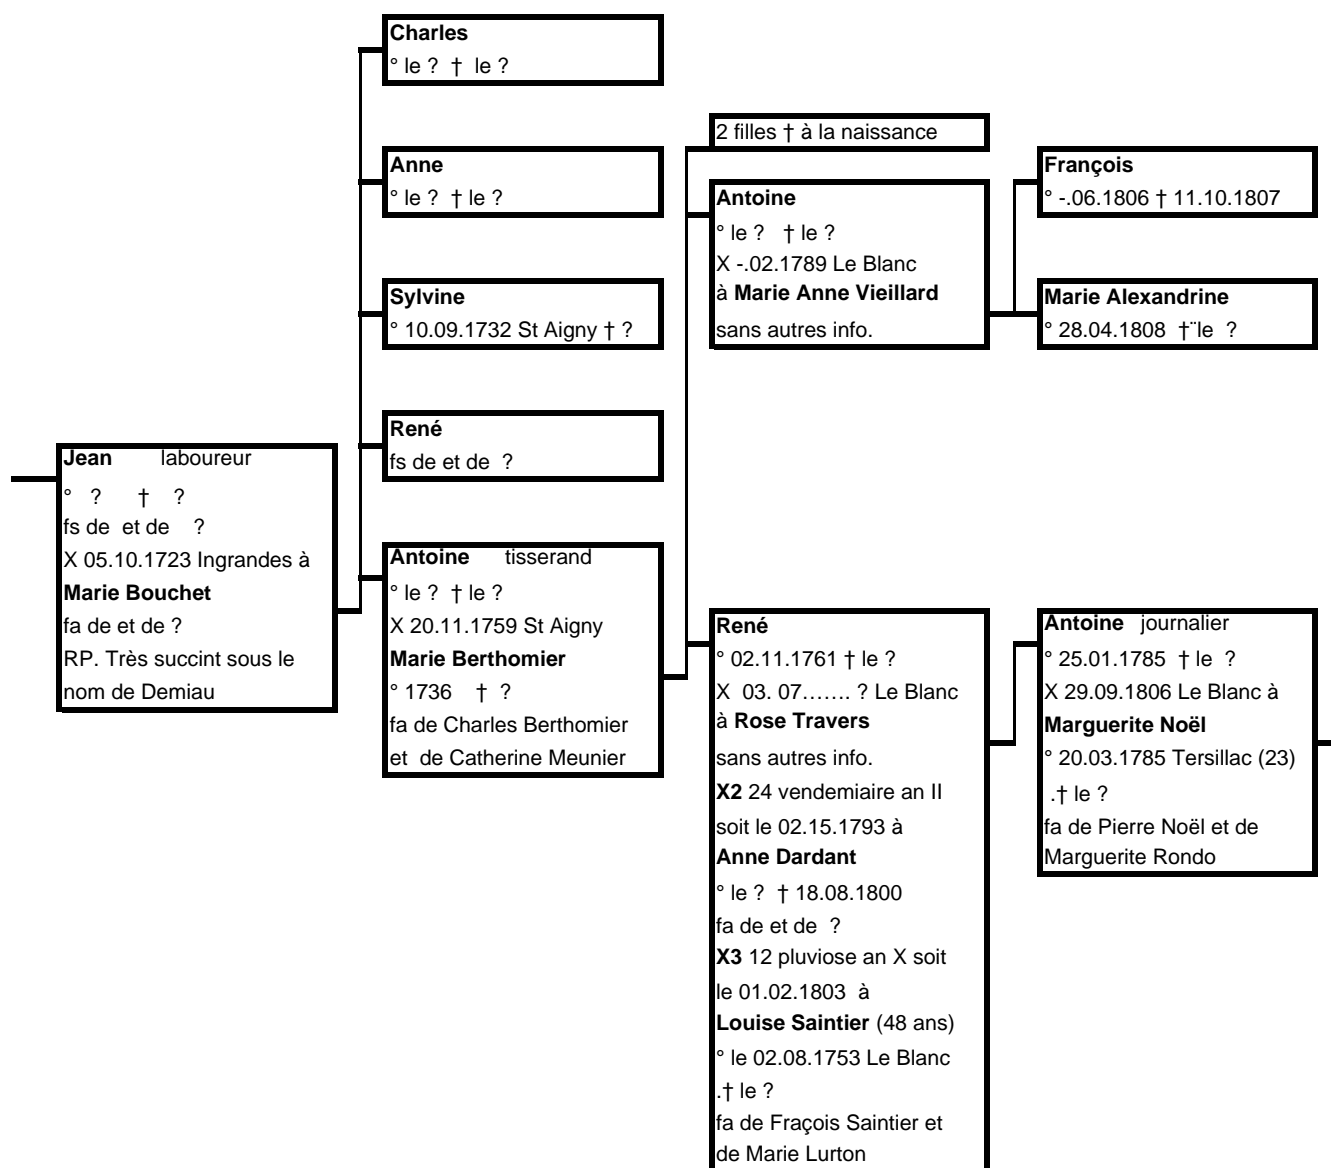 Charles
° le ? † le ?
Anne
° le ? † le ?
Sylvine
° 10.09.1732 St Aigny † ?
René
fs de et de ?
Jean laboureur
° ? † ?
fs de et de ?
X 05.10.1723 Ingrandes à
Marie Bouchet
fa de et de ?
RP. Très succint sous le
nom de Demiau
Antoine tisserand
° le ? † le ?
X 20.11.1759 St Aigny
Marie Berthomier
° 1736 † ?
fa de Charles Berthomier
et de Catherine Meunier
2 filles † à la naissance
Antoine
° le ? † le ?
X -.02.1789 Le Blanc
à Marie Anne Vieillard
sans autres info.
François
° -.06.1806 † 11.10.1807
Marie Alexandrine
° 28.04.1808 †¨le ?
René
° 02.11.1761 † le ?
X 03. 07……. ? Le Blanc
à Rose Travers
sans autres info.
X2 24 vendemiaire an II
soit le 02.15.1793 à
Anne Dardant
° le ? † 18.08.1800
fa de et de ?
X3 12 pluviose an X soit
le 01.02.1803 à
Louise Saintier (48 ans)
° le 02.08.1753 Le Blanc
.† le ?
fa de Fraçois Saintier et
de Marie Lurton
Antoine journalier
° 25.01.1785 † le ?
X 29.09.1806 Le Blanc à
Marguerite Noël
° 20.03.1785 Tersillac (23)
.† le ?
fa de Pierre Noël et de
Marguerite Rondo